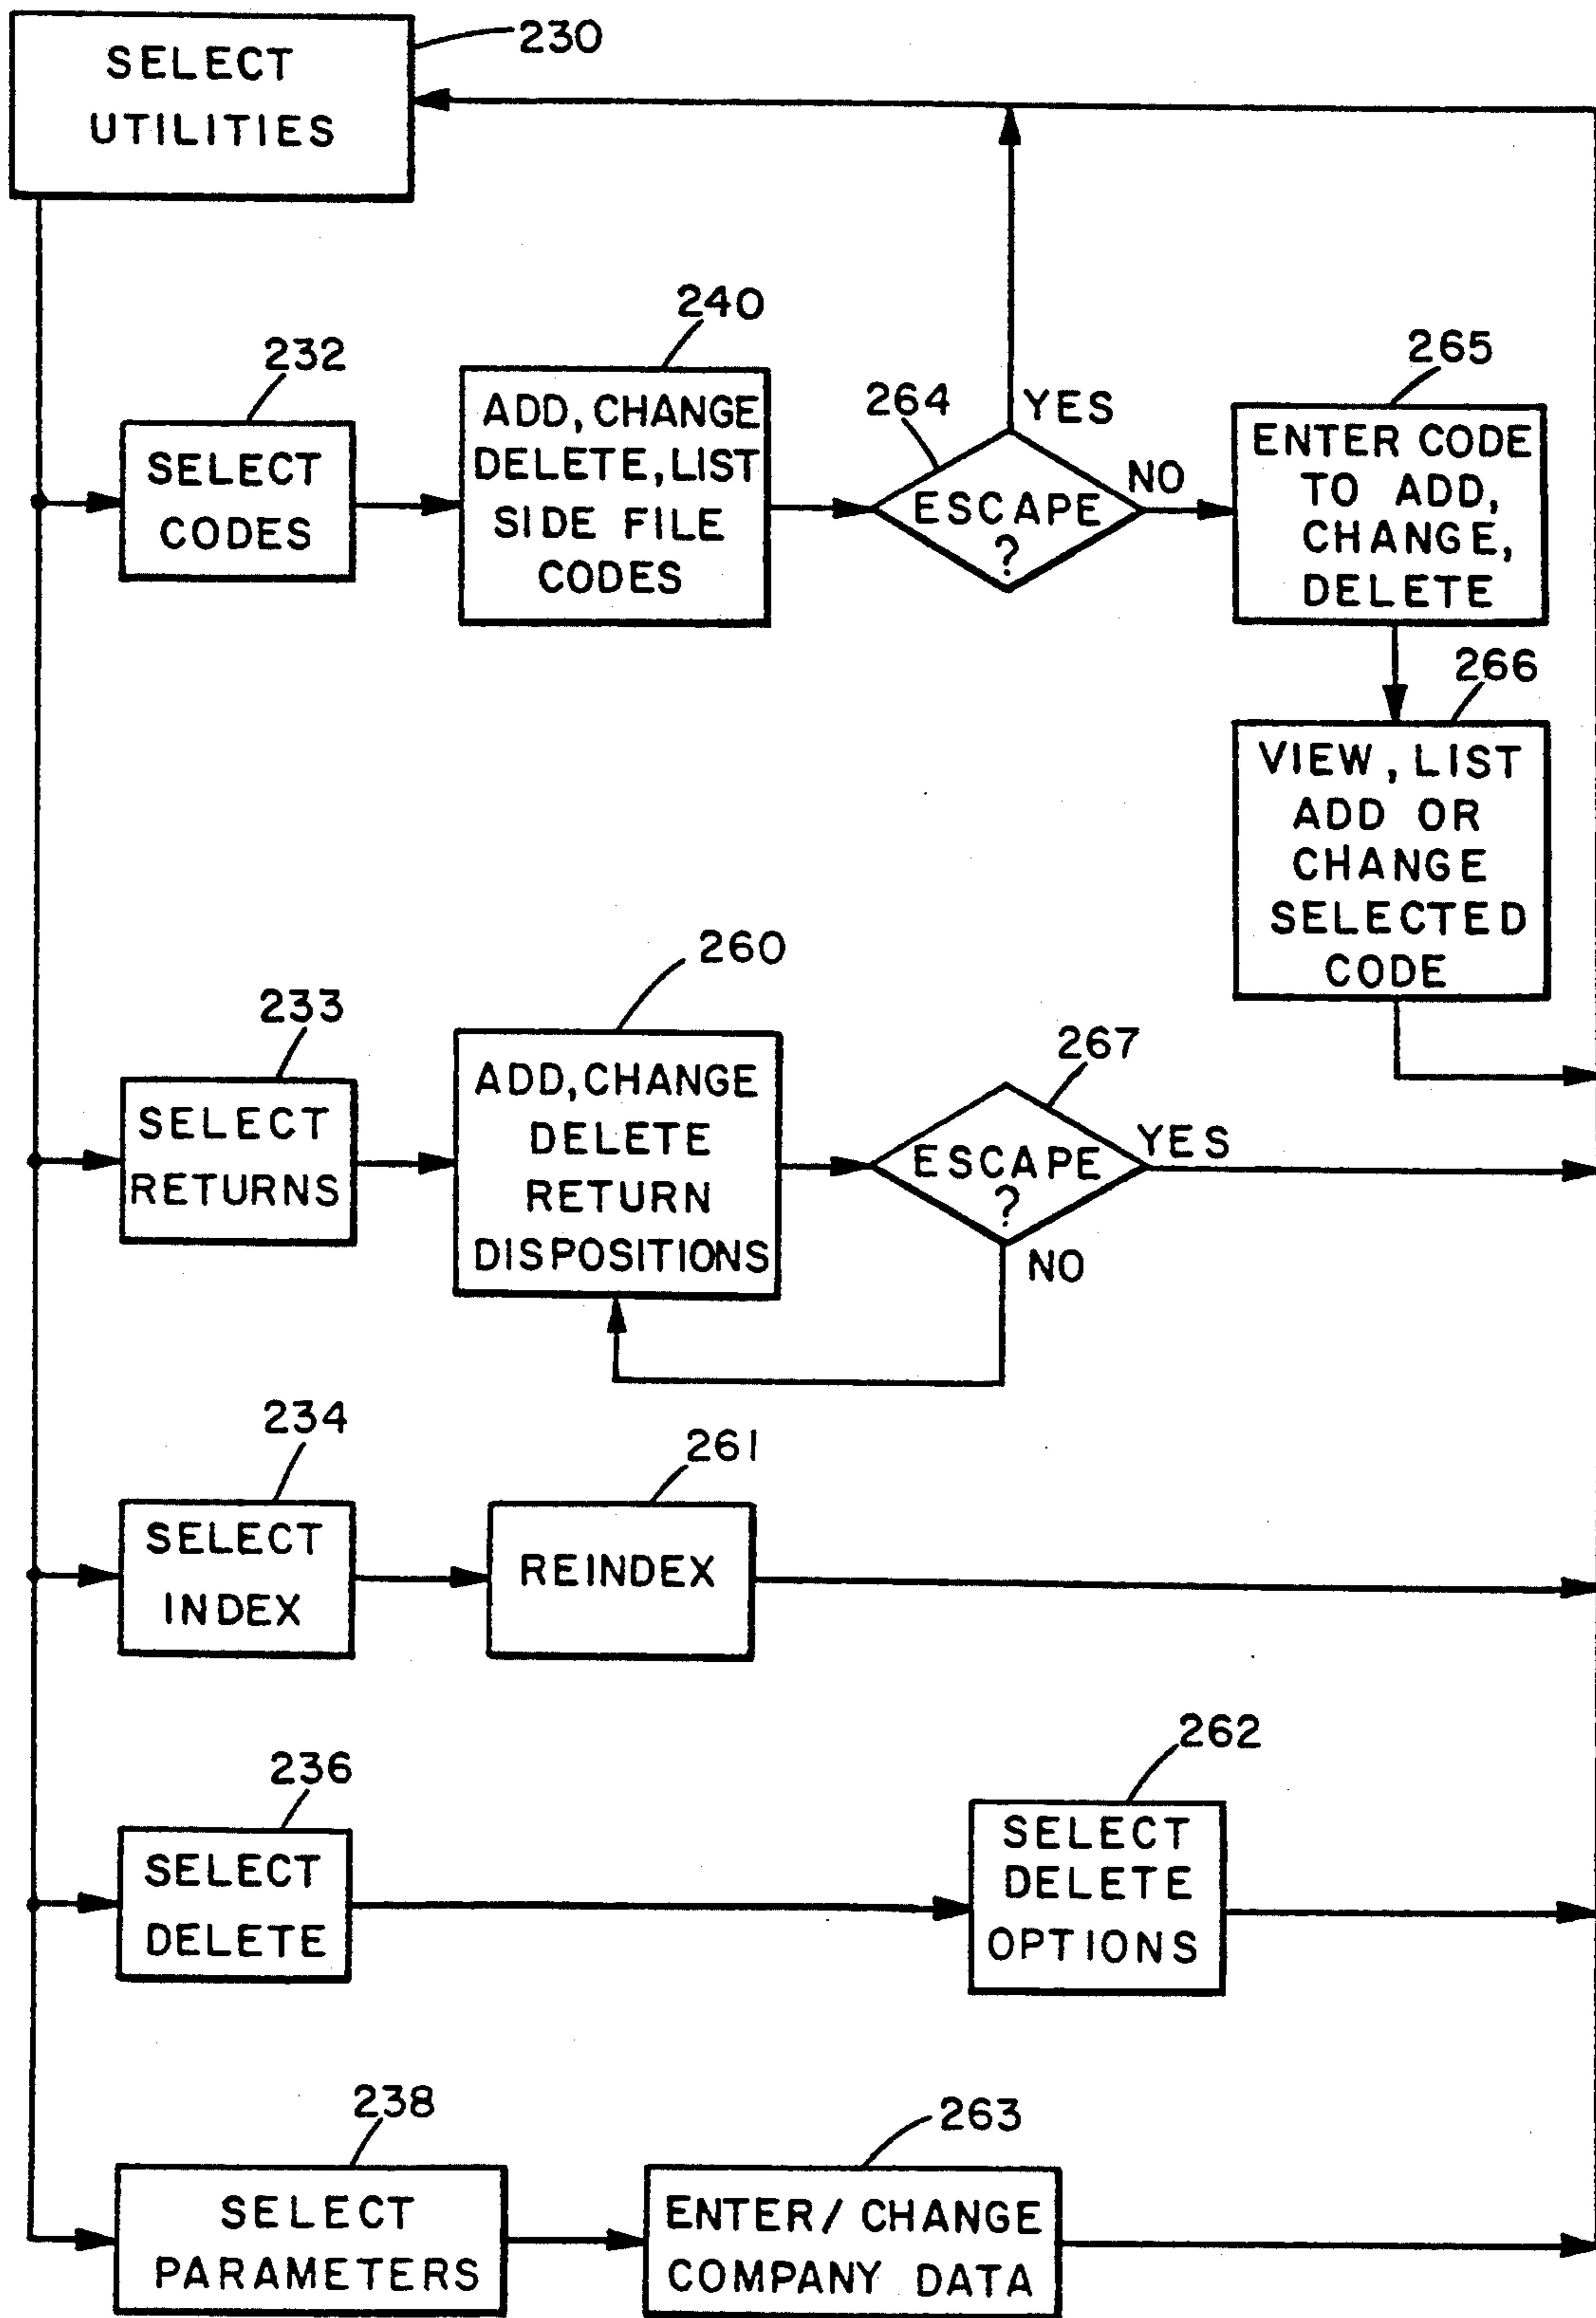 230
SELECT
UTILITIES
240
232
ADD, CHANGE
DELETE, LIST
SIDE FILE
CODES
SELECT
CODES
264
YES
ESCAPE
?
NO
265
ENTER CODE
TO ADD,
CHANGE,
DELETE
266
VIEW, LIST
ADD OR
CHANGE
SELECTED
CODE
233
SELECT
RETURNS
260
ADD, CHANGE
DELETE
RETURN
DISPOSITIONS
267
ESCAPE
?
YES
NO
234
SELECT
INDEX
261
REINDEX
236
SELECT
DELETE
262
SELECT
DELETE
OPTIONS
238
SELECT
PARAMETERS
263
ENTER/CHANGE
COMPANY DATA